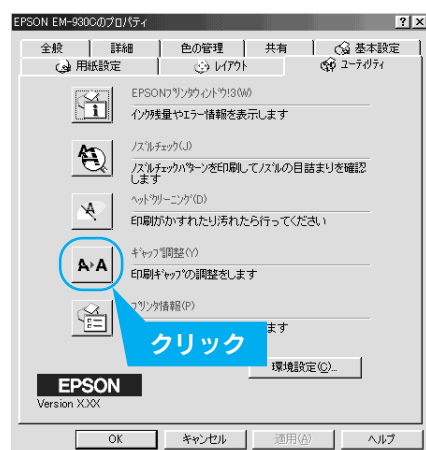 EPSON EM-930Cのプロパティ
全般 詳細 色の管理 共有 基本設定
用紙設定 レイアウト ユーティリティ
EPSONプリンタウィンドウ!3(W)
インク残量やエラー情報を表示します
ノズルチェック(J)
ノズルチェックパターンを印刷してノズルの目詰まりを確認
します
ヘッドクリーニング(D)
印刷がかすれたり汚れたら行ってください
ギャップ調整(Y)
印刷ギャップの調整をします
プリンタ情報(P)
ます
クリック
環境設定(C)...
EPSON
Version X.XX
OK キャンセル 適用(A) ヘルプ